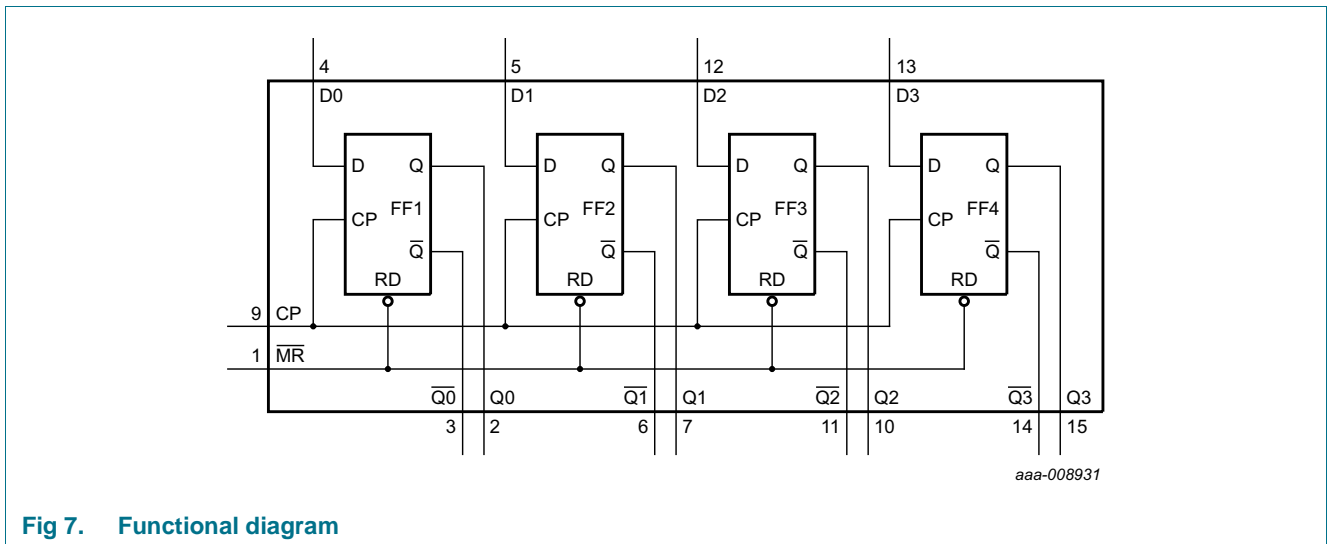 4 5 12 13
D0 D1 D2 D3
D Q D Q D Q D Q
FF1 FF2 FF3 FF4
CP CP CP CP
Q̅ Q̅ Q̅ Q̅
RD RD RD RD
9 CP
1 M̅R̅
Q̅0̅ Q0 Q̅1̅ Q1 Q̅2̅ Q2 Q̅3̅ Q3
3 2 6 7 11 10 14 15
aaa-008931
Fig 7. Functional diagram